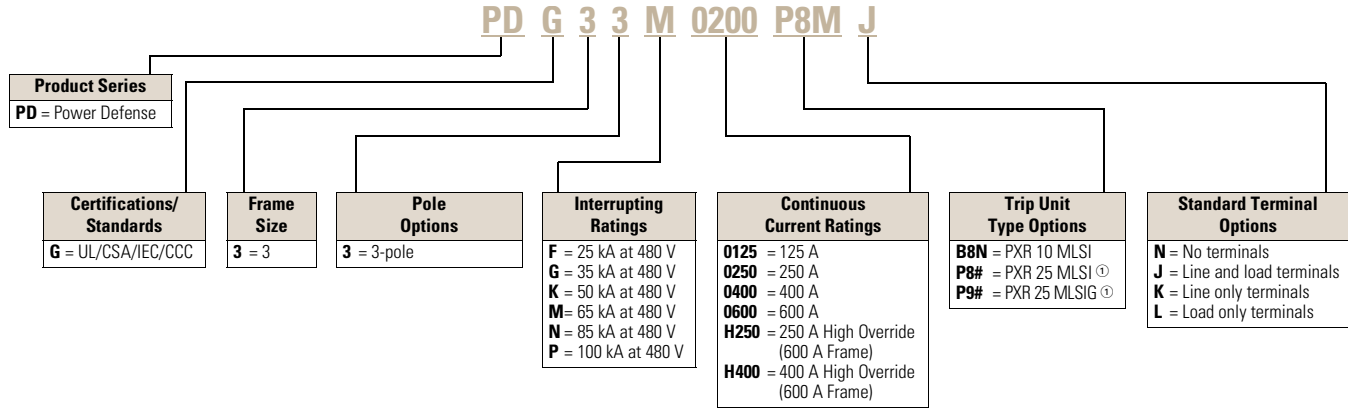 PD G 3 3 M 0200 P8M J
Product Series
PD = Power Defense
Certifications/
Standards
G = UL/CSA/IEC/CCC
Frame
Size
3 = 3
Pole
Options
3 = 3-pole
Interrupting
Ratings
F = 25 kA at 480 V
G = 35 kA at 480 V
K = 50 kA at 480 V
M= 65 kA at 480 V
N = 85 kA at 480 V
P = 100 kA at 480 V
Continuous
Current Ratings
0125 = 125 A
0250 = 250 A
0400 = 400 A
0600 = 600 A
H250 = 250 A High Override
(600 A Frame)
H400 = 400 A High Override
(600 A Frame)
Trip Unit
Type Options
B8N = PXR 10 MLSI
P8# = PXR 25 MLSI ①
P9# = PXR 25 MLSIG ①
Standard Terminal
Options
N = No terminals
J = Line and load terminals
K = Line only terminals
L = Load only terminals